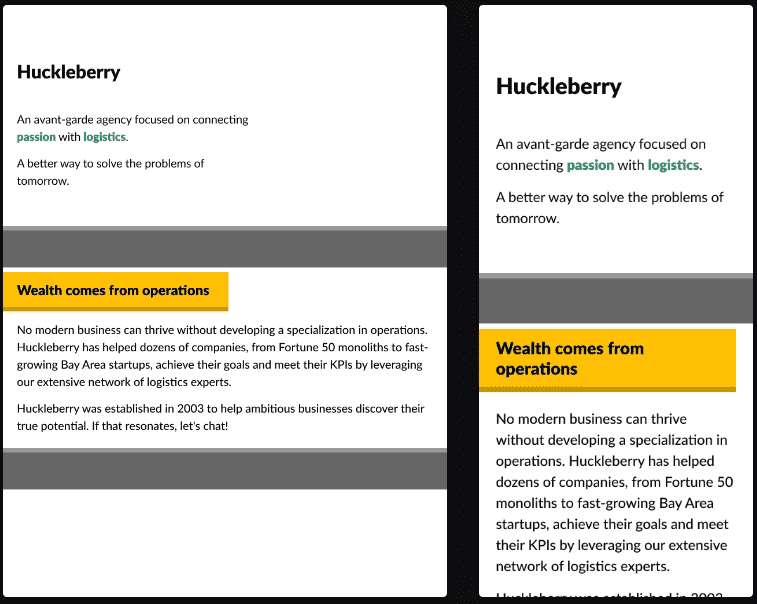 Huckleberry
An avant-garde agency focused on connecting
passion with logistics.
A better way to solve the problems of
tomorrow.
Wealth comes from operations
No modern business can thrive without developing a specialization in operations.
Huckleberry has helped dozens of companies, from Fortune 50 monoliths to fast-
growing Bay Area startups, achieve their goals and meet their KPIs by leveraging
our extensive network of logistics experts.
Huckleberry was established in 2003 to help ambitious businesses discover their
true potential. If that resonates, let's chat!
Huckleberry
An avant-garde agency focused on
connecting passion with logistics.
A better way to solve the problems of
tomorrow.
Wealth comes from
operations
No modern business can thrive
without developing a specialization in
operations. Huckleberry has helped
dozens of companies, from Fortune 50
monoliths to fast-growing Bay Area
startups, achieve their goals and meet
their KPIs by leveraging our extensive
network of logistics experts.
Huckleberry was established in 2003